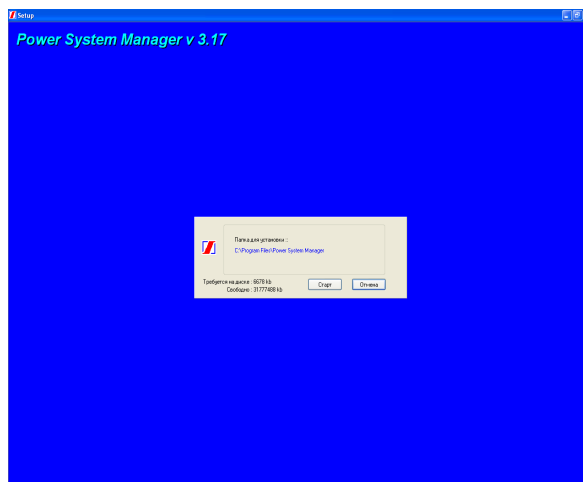 Setup
Power System Manager v 3.17
Папка для установки :
C:\Program Files\Power System Manager
Требуется на диске : 6678 kb
Свободно : 31777488 kb
Старт
Отмена